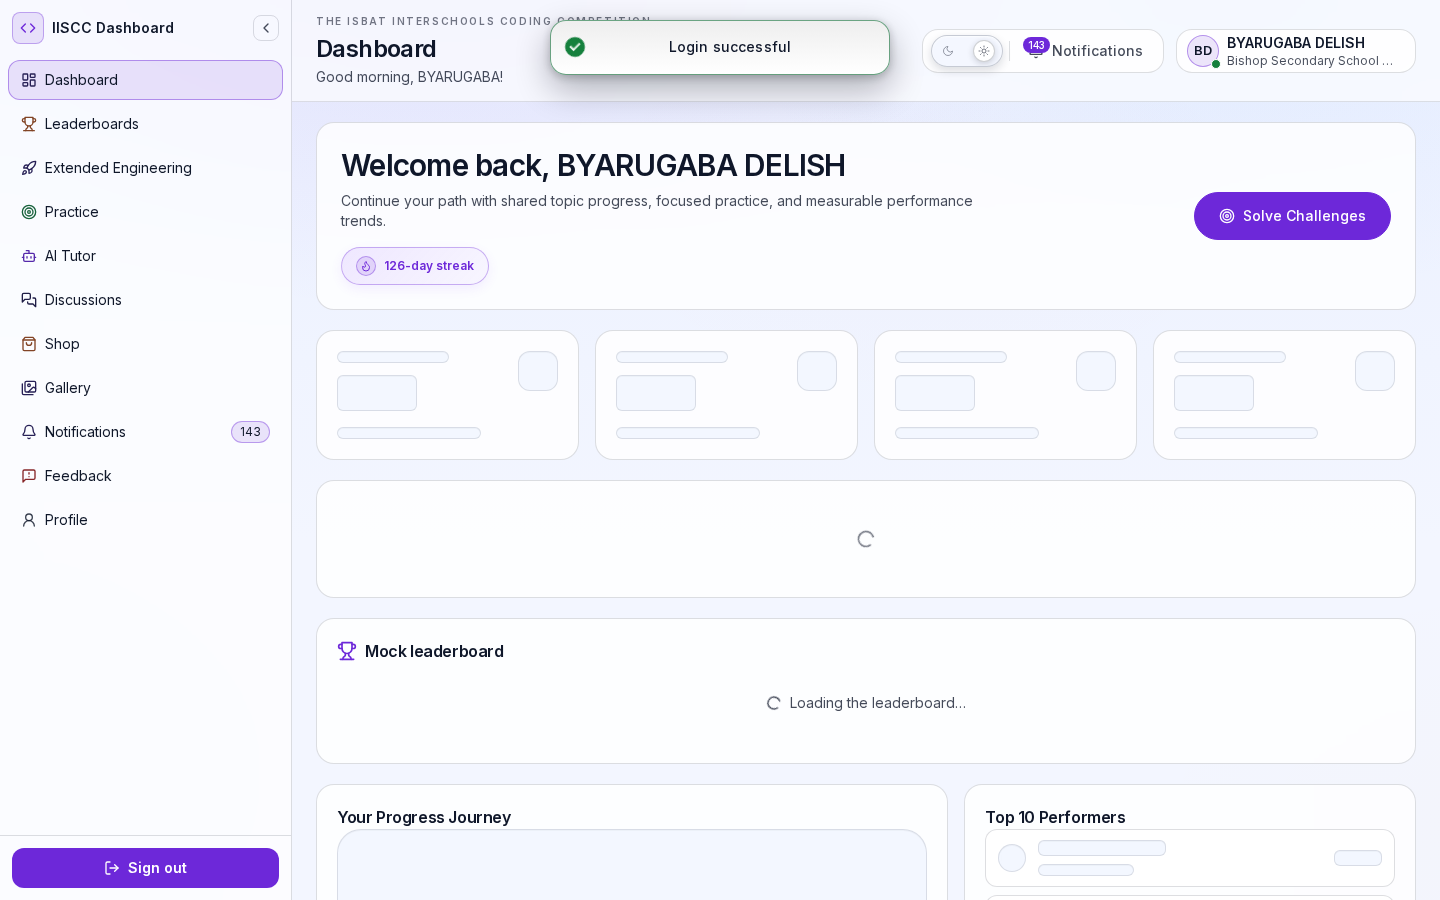 IISCC Dashboard
Dashboard
Leaderboards
Extended Engineering
Practice
AI Tutor
Discussions
Shop
Gallery
Notifications
143
Feedback
Profile
Sign out
THE ISBAT INTERSCHOOLS CODING COMPETITION
Dashboard
Good morning, BYARUGABA!
Login successful
143
Notifications
BD
BYARUGABA DELISH
Bishop Secondary School ...
Welcome back, BYARUGABA DELISH
Continue your path with shared topic progress, focused practice, and measurable performance
trends.
126-day streak
Solve Challenges
Mock leaderboard
Loading the leaderboard...
Your Progress Journey
Top 10 Performers